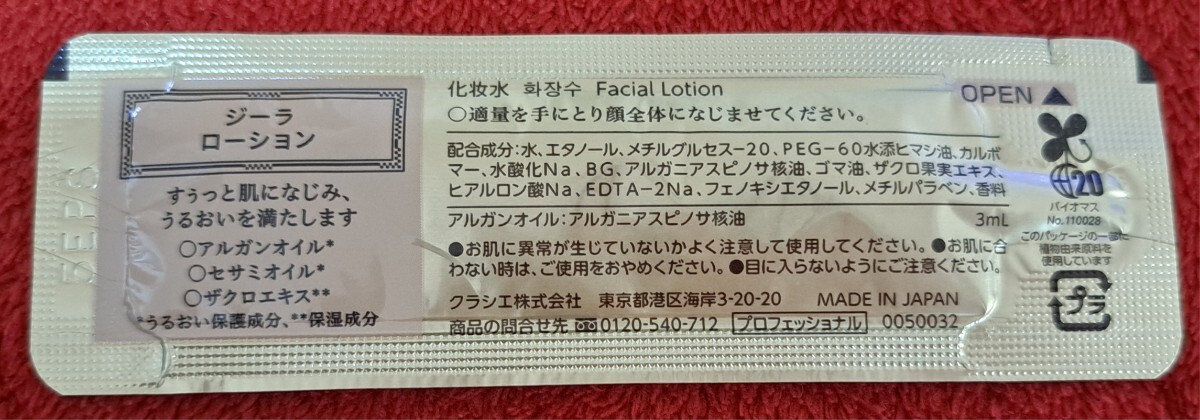 ジーラ
ローション
すぅっと肌になじみ、
うるおいを満たします
○アルガンオイル*
○セサミオイル*
○ザクロエキス**
*うるおい保護成分、**保湿成分
化妆水 화장수 Facial Lotion
○適量を手にとり顔全体になじませてください。
配合成分:水、エタノール、メチルグルセス-20、PEG-60水添ヒマシ油、カルボ
マー、水酸化Na、BG、アルガニアスピノサ核油、ゴマ油、ザクロ果実エキス、
ヒアルロン酸Na、EDTA-2Na、フェノキシエタノール、メチルパラベン、香料
アルガンオイル:アルガニアスピノサ核油 3mL
●お肌に異常が生じていないかよく注意して使用してください。●お肌に合
わない時は、ご使用をおやめください。●目に入らないようにご注意ください。
クラシエ株式会社 東京都港区海岸3-20-20 MADE IN JAPAN
商品の問合せ先 0120-540-712 プロフェッショナル 0050032
OPEN ▲
20
バイオマス
No.110028
このパッケージの一部に
植物由来原料を
使用しています
プラ